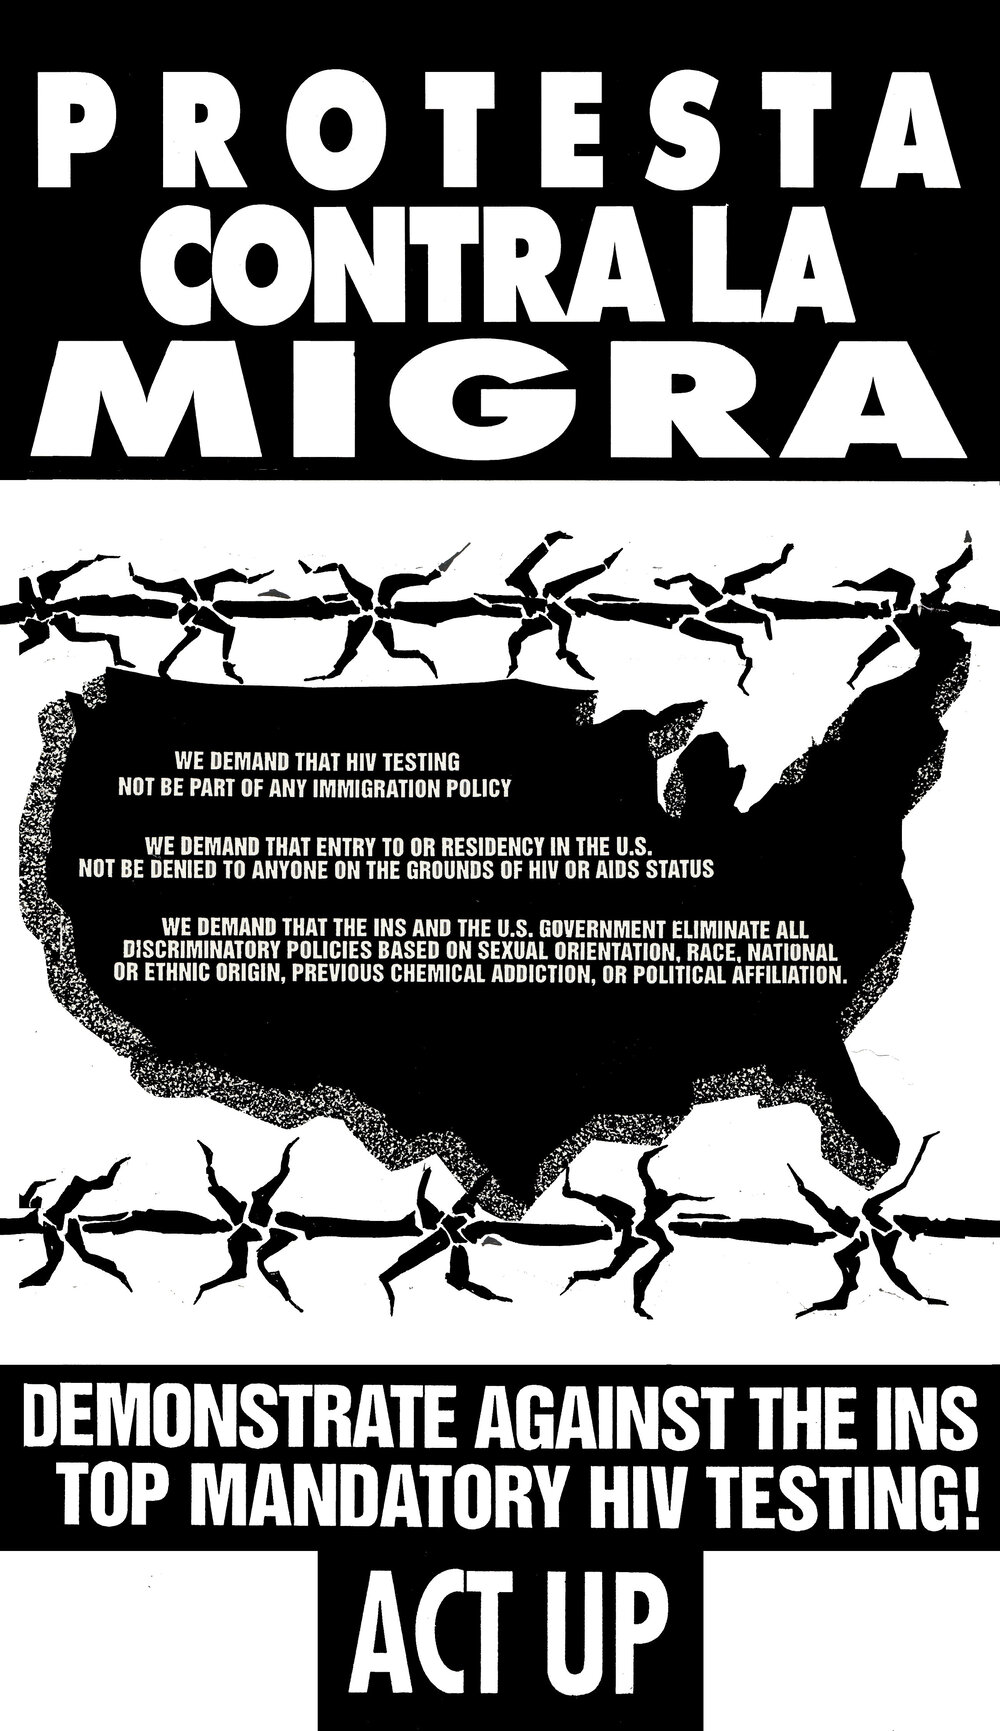 PROTESTA
CONTRA LA
MIGRA
WE DEMAND THAT HIV TESTING
NOT BE PART OF ANY IMMIGRATION POLICY
WE DEMAND THAT ENTRY TO OR RESIDENCY IN THE U.S.
NOT BE DENIED TO ANYONE ON THE GROUNDS OF HIV OR AIDS STATUS
WE DEMAND THAT THE INS AND THE U.S. GOVERNMENT ELIMINATE ALL
DISCRIMINATORY POLICIES BASED ON SEXUAL ORIENTATION, RACE, NATIONAL
OR ETHNIC ORIGIN, PREVIOUS CHEMICAL ADDICTION, OR POLITICAL AFFILIATION.
DEMONSTRATE AGAINST THE INS
TOP MANDATORY HIV TESTING!
ACT UP